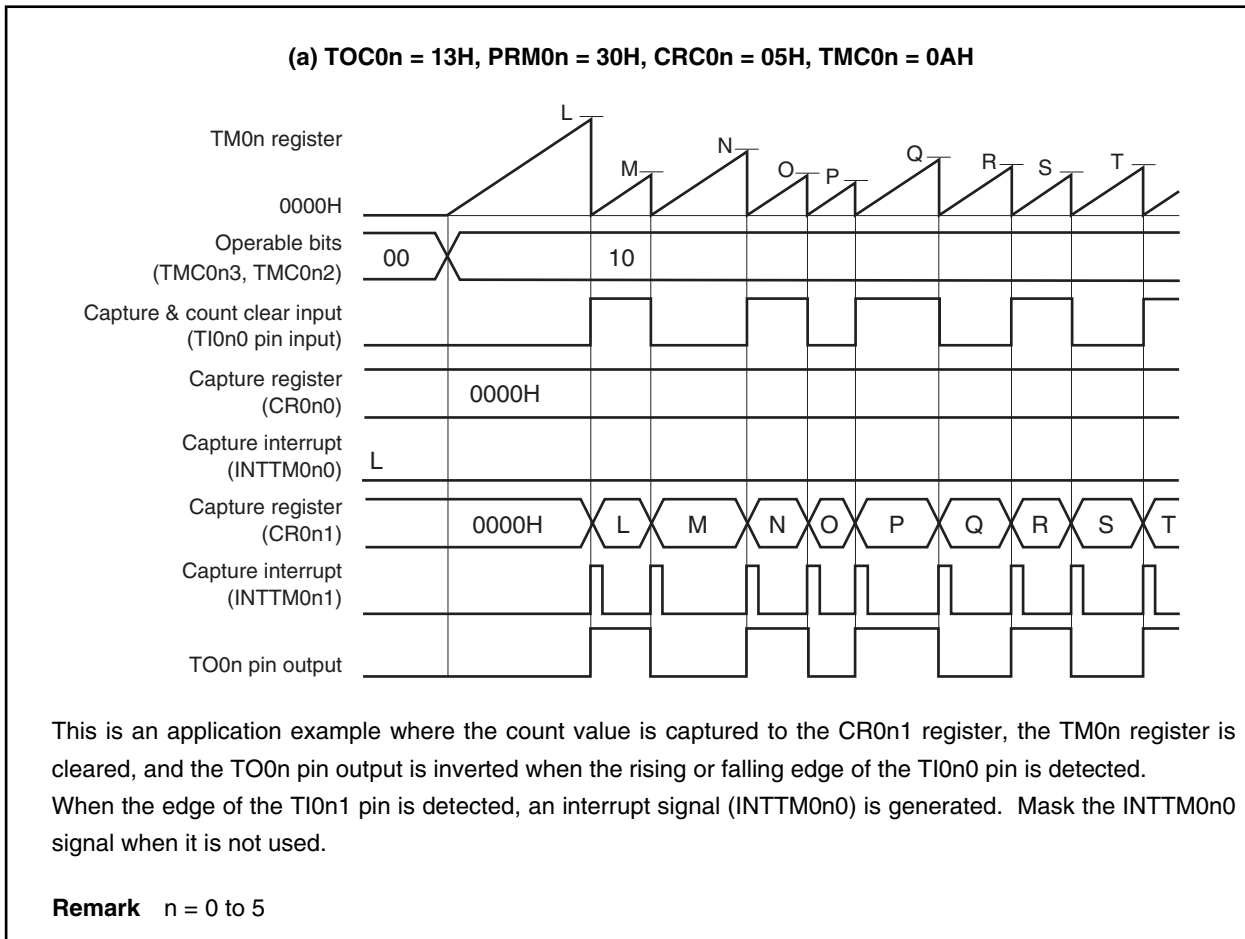 (a) TOC0n = 13H, PRM0n = 30H, CRC0n = 05H, TMC0n = 0AH
TM0n register
0000H
L
M
N
O
P
Q
R
S
T
Operable bits
(TMC0n3, TMC0n2)
00
10
Capture & count clear input
(TI0n0 pin input)
Capture register
(CR0n0)
0000H
Capture interrupt
(INTTM0n0)
L
Capture register
(CR0n1)
0000H
L
M
N
O
P
Q
R
S
T
Capture interrupt
(INTTM0n1)
TO0n pin output
This is an application example where the count value is captured to the CR0n1 register, the TM0n register is
cleared, and the TO0n pin output is inverted when the rising or falling edge of the TI0n0 pin is detected.
When the edge of the TI0n1 pin is detected, an interrupt signal (INTTM0n0) is generated. Mask the INTTM0n0
signal when it is not used.
Remark n = 0 to 5